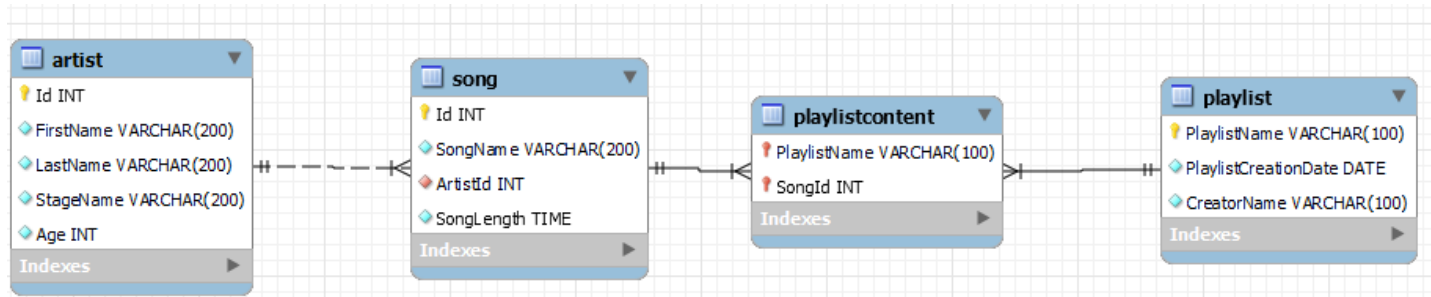 artist
Id INT
FirstName VARCHAR(200)
LastName VARCHAR(200)
StageName VARCHAR(200)
Age INT
Indexes
song
Id INT
SongName VARCHAR(200)
ArtistId INT
SongLength TIME
Indexes
playlistcontent
PlaylistName VARCHAR(100)
SongId INT
Indexes
playlist
PlaylistName VARCHAR(100)
PlaylistCreationDate DATE
CreatorName VARCHAR(100)
Indexes